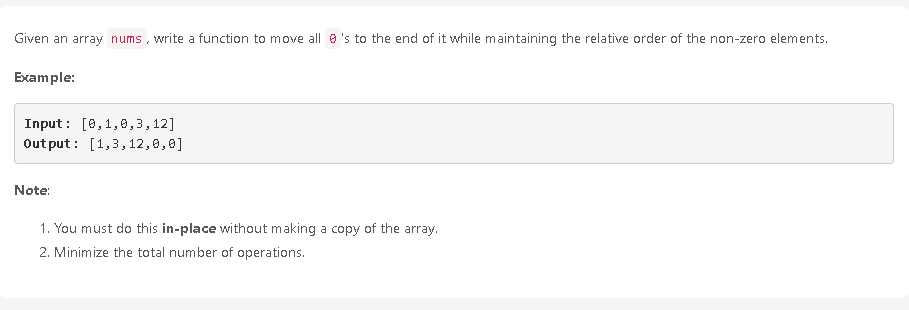 Given an array nums, write a function to move all 0's to the end of it while maintaining the relative order of the non-zero elements.
Example:
Input: [0,1,0,3,12]
Output: [1,3,12,0,0]
Note:
1. You must do this in-place without making a copy of the array.
2. Minimize the total number of operations.